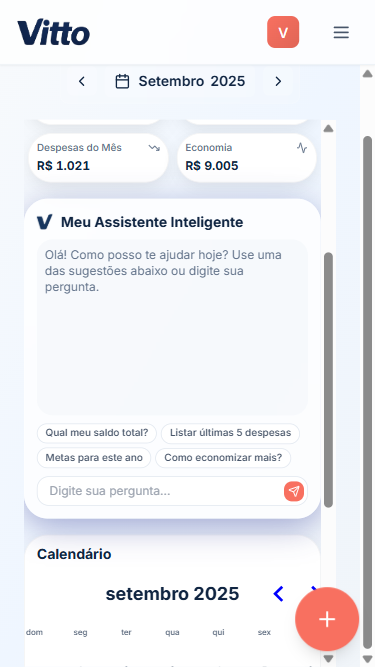 Vitto
V
Setembro 2025
Despesas do Mês
R$ 1.021
Economia
R$ 9.005
Meu Assistente Inteligente
Olá! Como posso te ajudar hoje? Use uma
das sugestões abaixo ou digite sua
pergunta.
Qual meu saldo total?
Listar últimas 5 despesas
Metas para este ano
Como economizar mais?
Digite sua pergunta...
Calendário
setembro 2025
dom seg ter qua qui sex